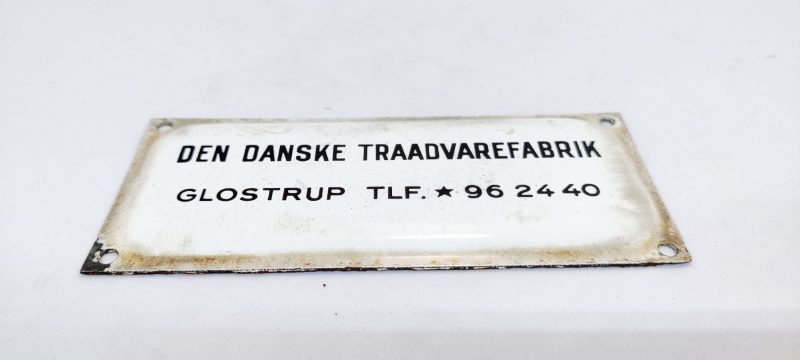 DEN DANSKE TRAADVAREFABRIK
GLOSTRUP TLF. ★ 96 24 40